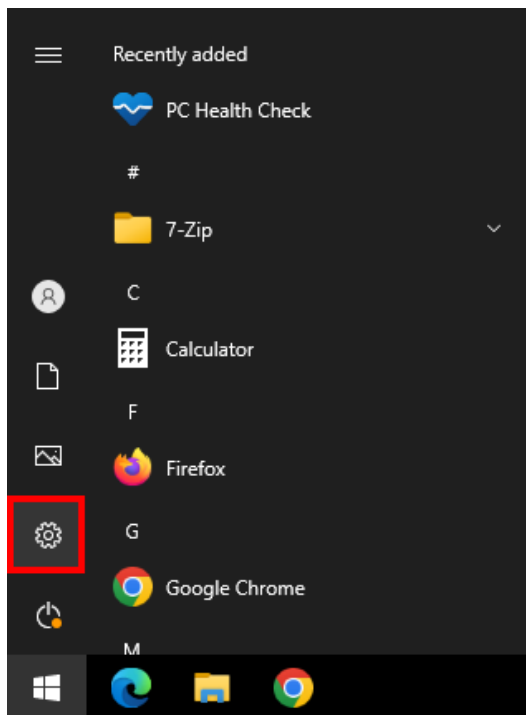 Recently added
PC Health Check
#
7-Zip
C
Calculator
F
Firefox
G
Google Chrome
M